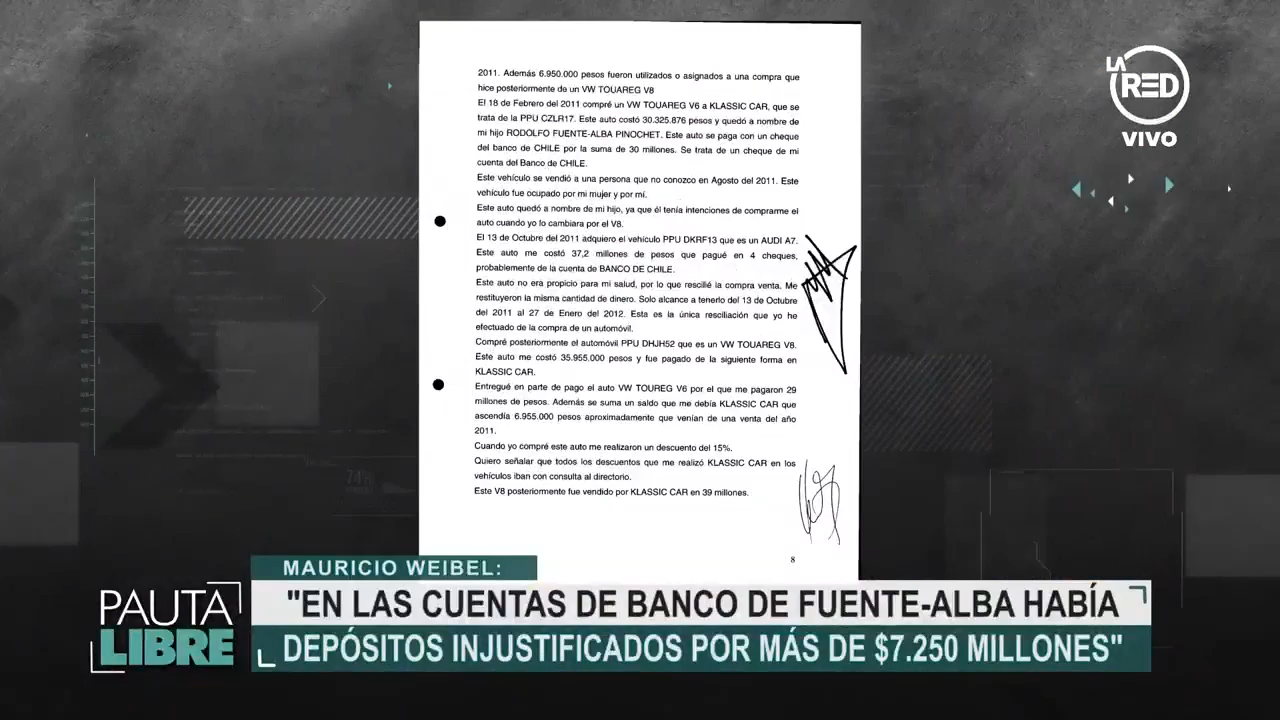 2011. Además 6.950.000 pesos fueron utilizados o asignados a una compra que
hice posteriormente de un VW TOUAREG V8
El 18 de Febrero del 2011 compré un VW TOUAREG V6 a KLASSIC CAR, que se
trata de la PPU CZLR17. Este auto costó 30.325.876 pesos y quedó a nombre de
mi hijo RODOLFO FUENTE-ALBA PINOCHET. Este auto se paga con un cheque
del banco de CHILE por la suma de 30 millones. Se trata de un cheque de mi
cuenta del Banco de CHILE.
Este vehículo se vendió a una persona que no conozco en Agosto del 2011. Este
vehículo fue ocupado por mi mujer y por mí.
Este auto quedó a nombre de mi hijo, ya que él tenía intenciones de comprarme el
auto cuando yo lo cambiara por el V8.
El 13 de Octubre del 2011 adquiero el vehículo PPU DKRF13 que es un AUDI A7.
Este auto me costó 37,2 millones de pesos que pagué en 4 cheques,
probablemente de la cuenta de BANCO DE CHILE.
Este auto no era propicio para mi salud, por lo que rescilié la compra venta. Me
restituyeron la misma cantidad de dinero. Solo alcance a tenerlo del 13 de Octubre
del 2011 al 27 de Enero del 2012. Esta es la única resciliación que yo he
efectuado de la compra de un automóvil.
Compré posteriormente el automóvil PPU DHJH52 que es un VW TOUAREG V8.
Este auto me costó 35.955.000 pesos y fue pagado de la siguiente forma en
KLASSIC CAR.
Entregué en parte de pago el auto VW TOUREG V6 por el que me pagaron 29
millones de pesos. Además se suma un saldo que me debía KLASSIC CAR que
ascendía 6.955.000 pesos aproximadamente que venían de una venta del año
2011.
Cuando yo compré este auto me realizaron un descuento del 15%.
Quiero señalar que todos los descuentos que me realizó KLASSIC CAR en los
vehículos iban con consulta al directorio.
Este V8 posteriormente fue vendido por KLASSIC CAR en 39 millones.
8
LA RED
VIVO
74%
MAURICIO WEIBEL:
PAUTA
LIBRE
"EN LAS CUENTAS DE BANCO DE FUENTE-ALBA HABÍA
DEPÓSITOS INJUSTIFICADOS POR MÁS DE $7.250 MILLONES"